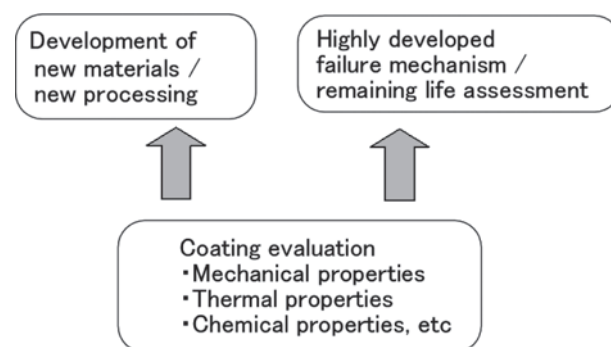 Development of
new materials /
new processing
Highly developed
failure mechanism /
remaining life assessment
Coating evaluation
・Mechanical properties
・Thermal properties
・Chemical properties, etc